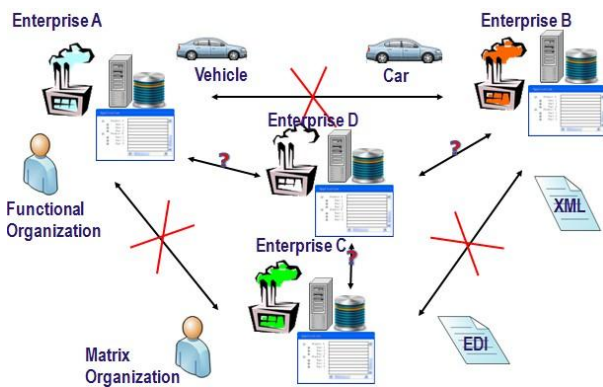 Enterprise A
Enterprise B
Vehicle
Car
Enterprise D
?
?
Functional
Organization
XML
Enterprise C
?
Matrix
Organization
EDI